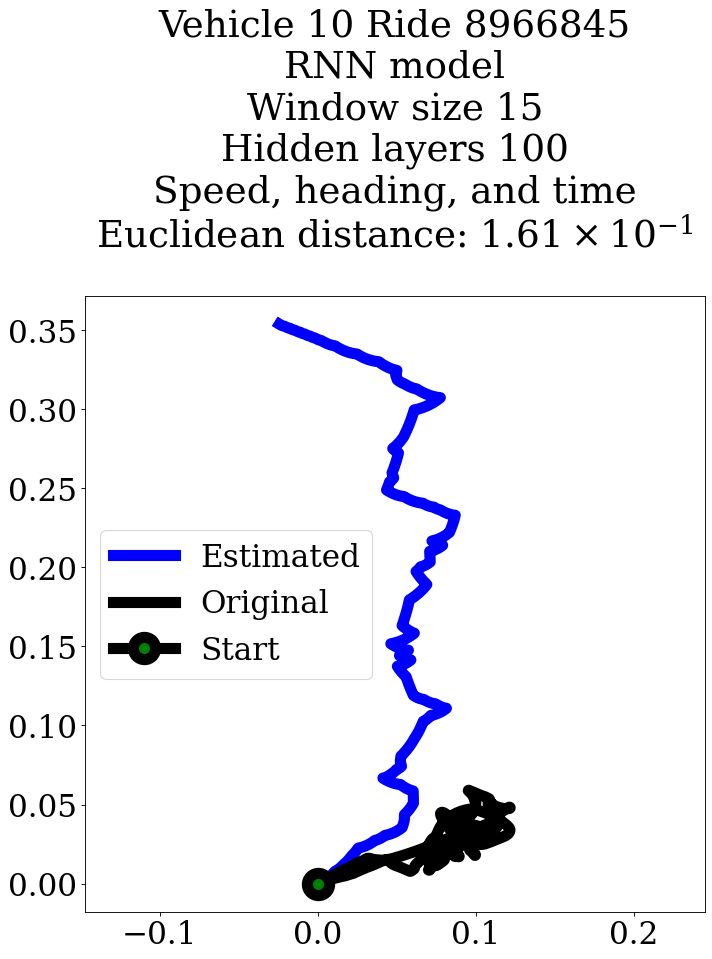 Vehicle 10 Ride 8966845
RNN model
Window size 15
Hidden layers 100
Speed, heading, and time
Euclidean distance: 1.61 × 10⁻¹
0.35
0.30
0.25
0.20
0.15
0.10
0.05
0.00
Estimated
Original
Start
−0.1 0.0 0.1 0.2